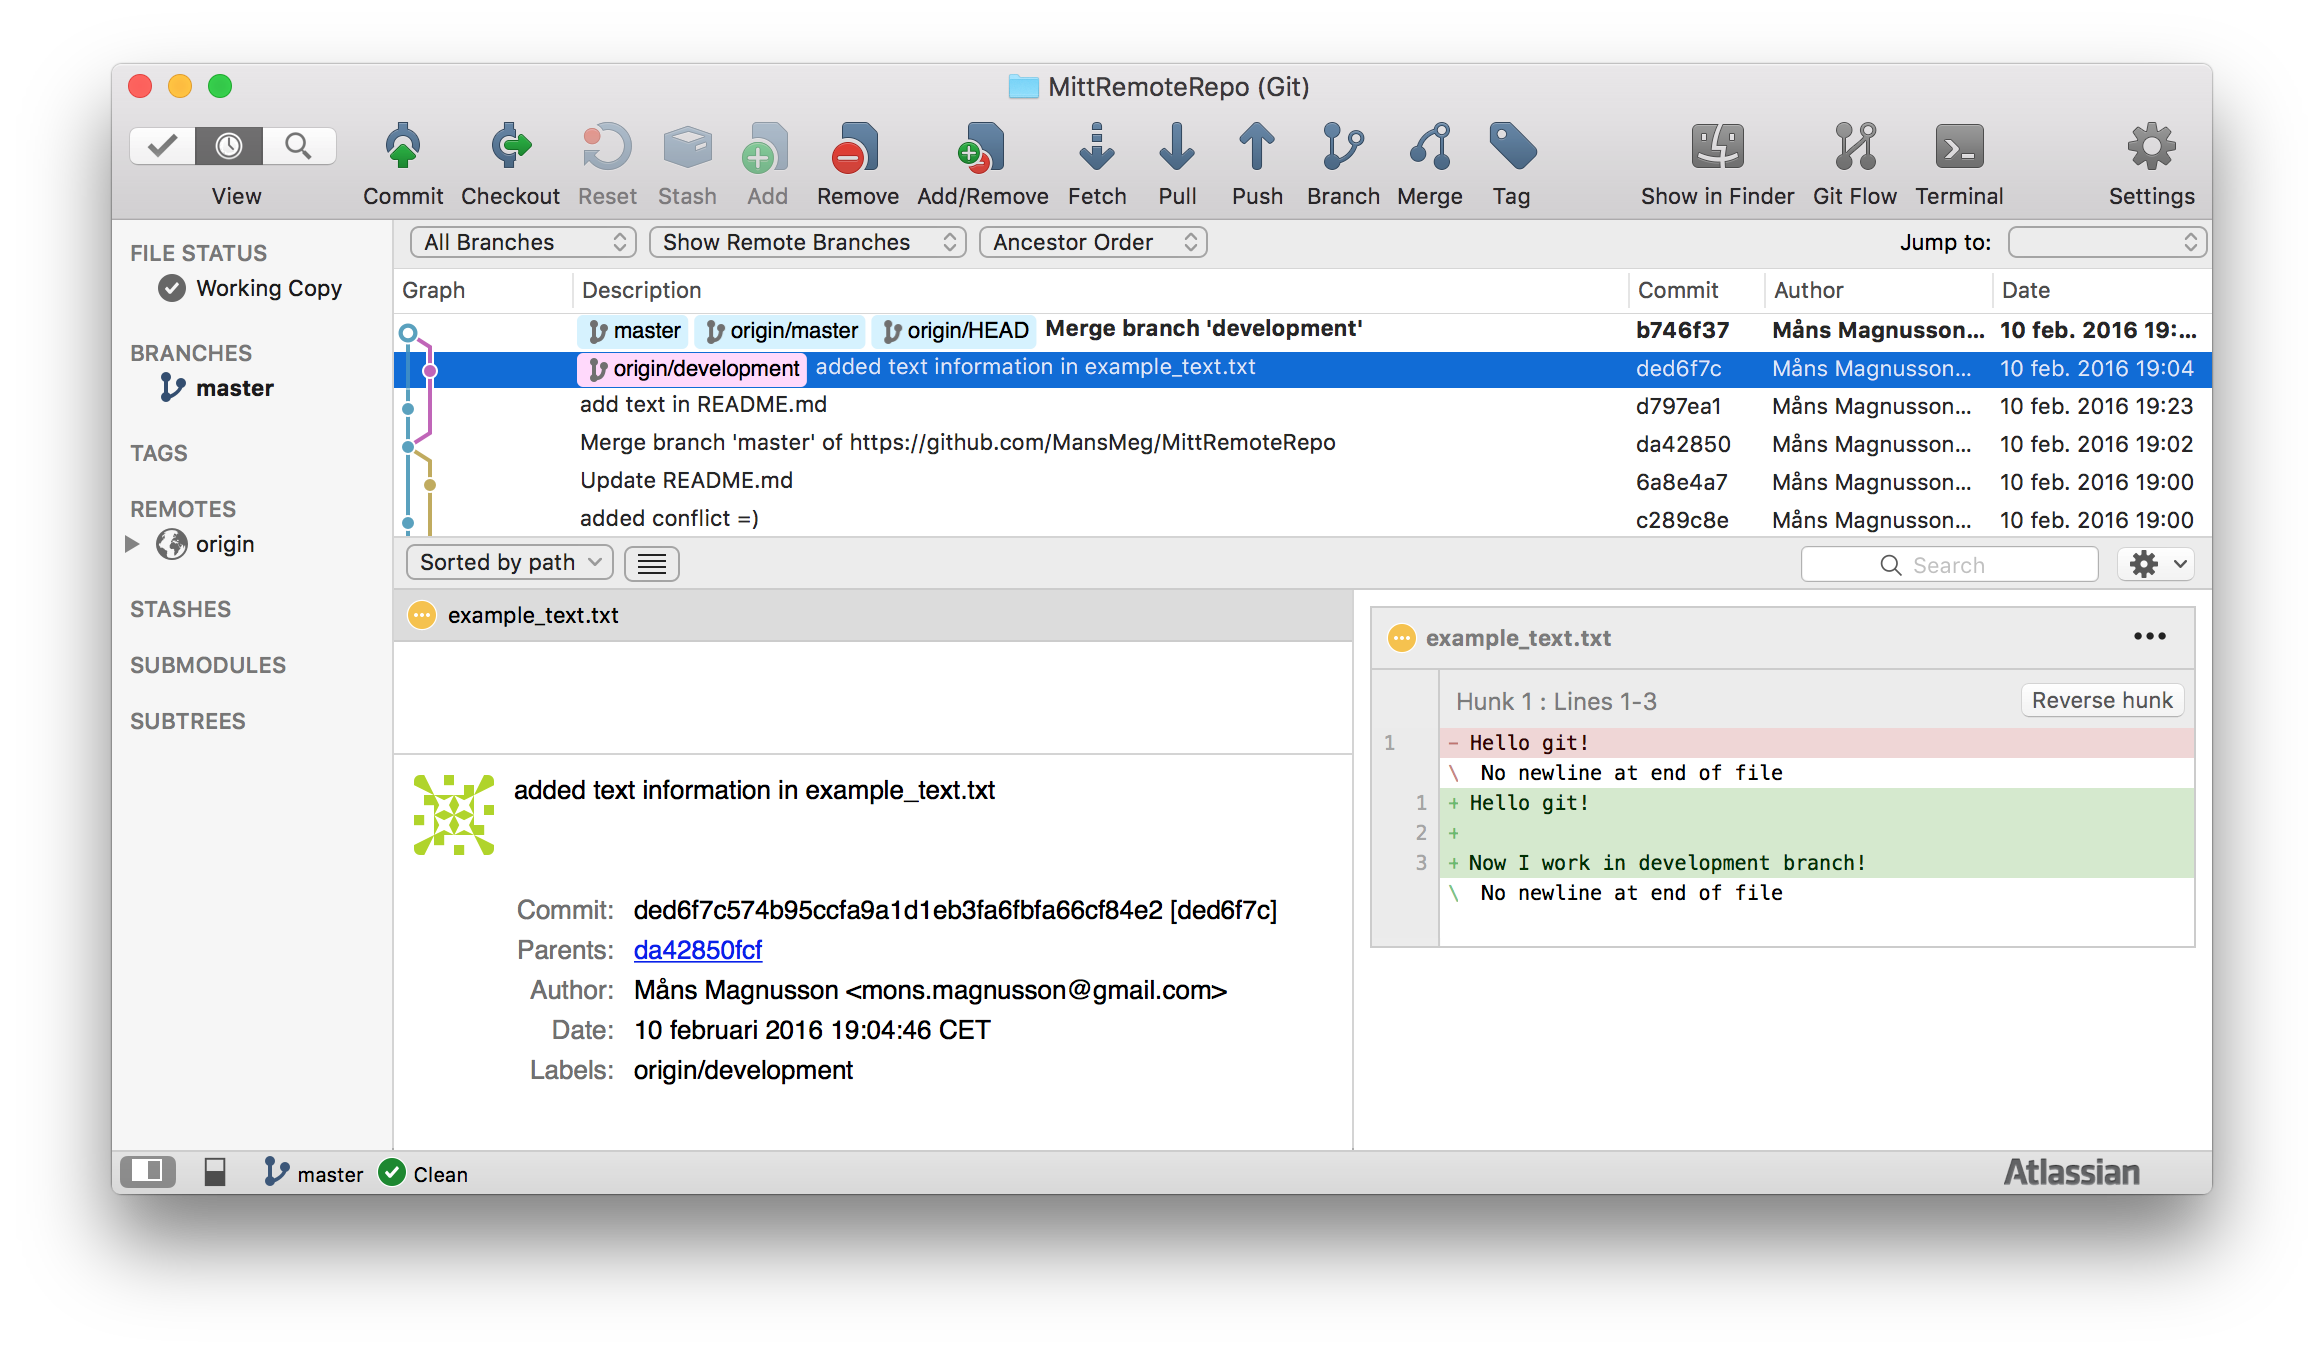 MittRemoteRepo (Git)
View Commit Checkout Reset Stash Add Remove Add/Remove Fetch Pull Push Branch Merge Tag Show in Finder Git Flow Terminal Settings
All Branches Show Remote Branches Ancestor Order Jump to:
FILE STATUS
Working Copy
BRANCHES
master
TAGS
REMOTES
origin
STASHES
SUBMODULES
SUBTREES
Graph Description Commit Author Date
master origin/master origin/HEAD Merge branch 'development' b746f37 Måns Magnusson... 10 feb. 2016 19:...
origin/development added text information in example_text.txt ded6f7c Måns Magnusson... 10 feb. 2016 19:04
add text in README.md d797ea1 Måns Magnusson... 10 feb. 2016 19:23
Merge branch 'master' of https://github.com/MansMeg/MittRemoteRepo da42850 Måns Magnusson... 10 feb. 2016 19:02
Update README.md 6a8e4a7 Måns Magnusson... 10 feb. 2016 19:00
added conflict =) c289c8e Måns Magnusson... 10 feb. 2016 19:00
Sorted by path Search
example_text.txt
added text information in example_text.txt
Commit: ded6f7c574b95ccfa9a1d1eb3fa6fbfa66cf84e2 [ded6f7c]
Parents: da42850fcf
Author: Måns Magnusson <mons.magnusson@gmail.com>
Date: 10 februari 2016 19:04:46 CET
Labels: origin/development
example_text.txt •••
Hunk 1 : Lines 1-3 Reverse hunk
1 - Hello git!
\ No newline at end of file
1 + Hello git!
2 +
3 + Now I work in development branch!
\ No newline at end of file
master Clean Atlassian